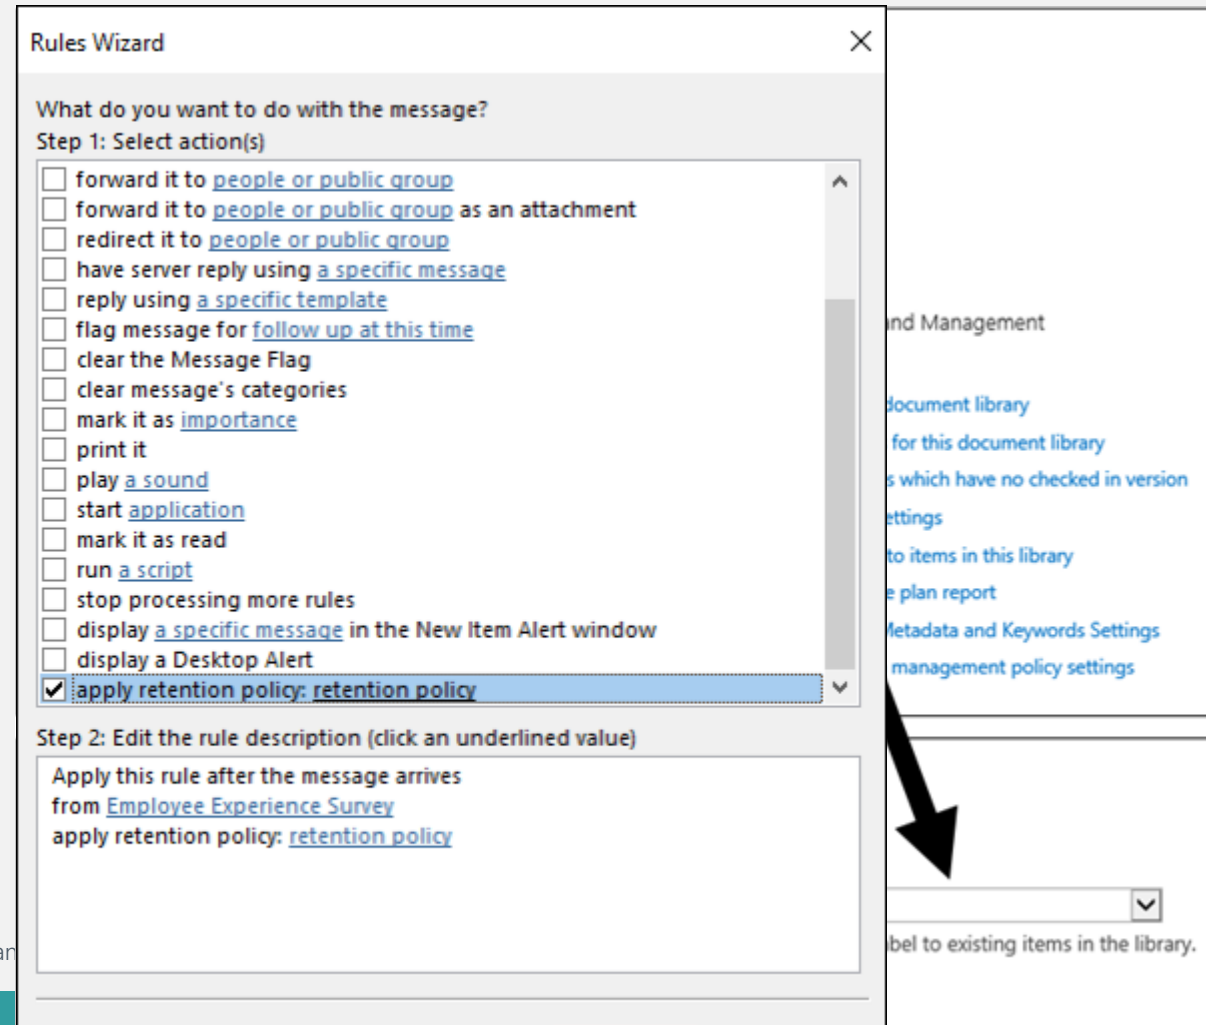 Rules Wizard
What do you want to do with the message?
Step 1: Select action(s)
forward it to people or public group
forward it to people or public group as an attachment
redirect it to people or public group
have server reply using a specific message
reply using a specific template
flag message for follow up at this time
clear the Message Flag
clear message's categories
mark it as importance
print it
play a sound
start application
mark it as read
run a script
stop processing more rules
display a specific message in the New Item Alert window
display a Desktop Alert
apply retention policy: retention policy
Step 2: Edit the rule description (click an underlined value)
Apply this rule after the message arrives
from Employee Experience Survey
apply retention policy: retention policy
Management
document library
for this document library
which have no checked in version
to items in this library
plan report
Metadata and Keywords Settings
management policy settings
to existing items in the library.